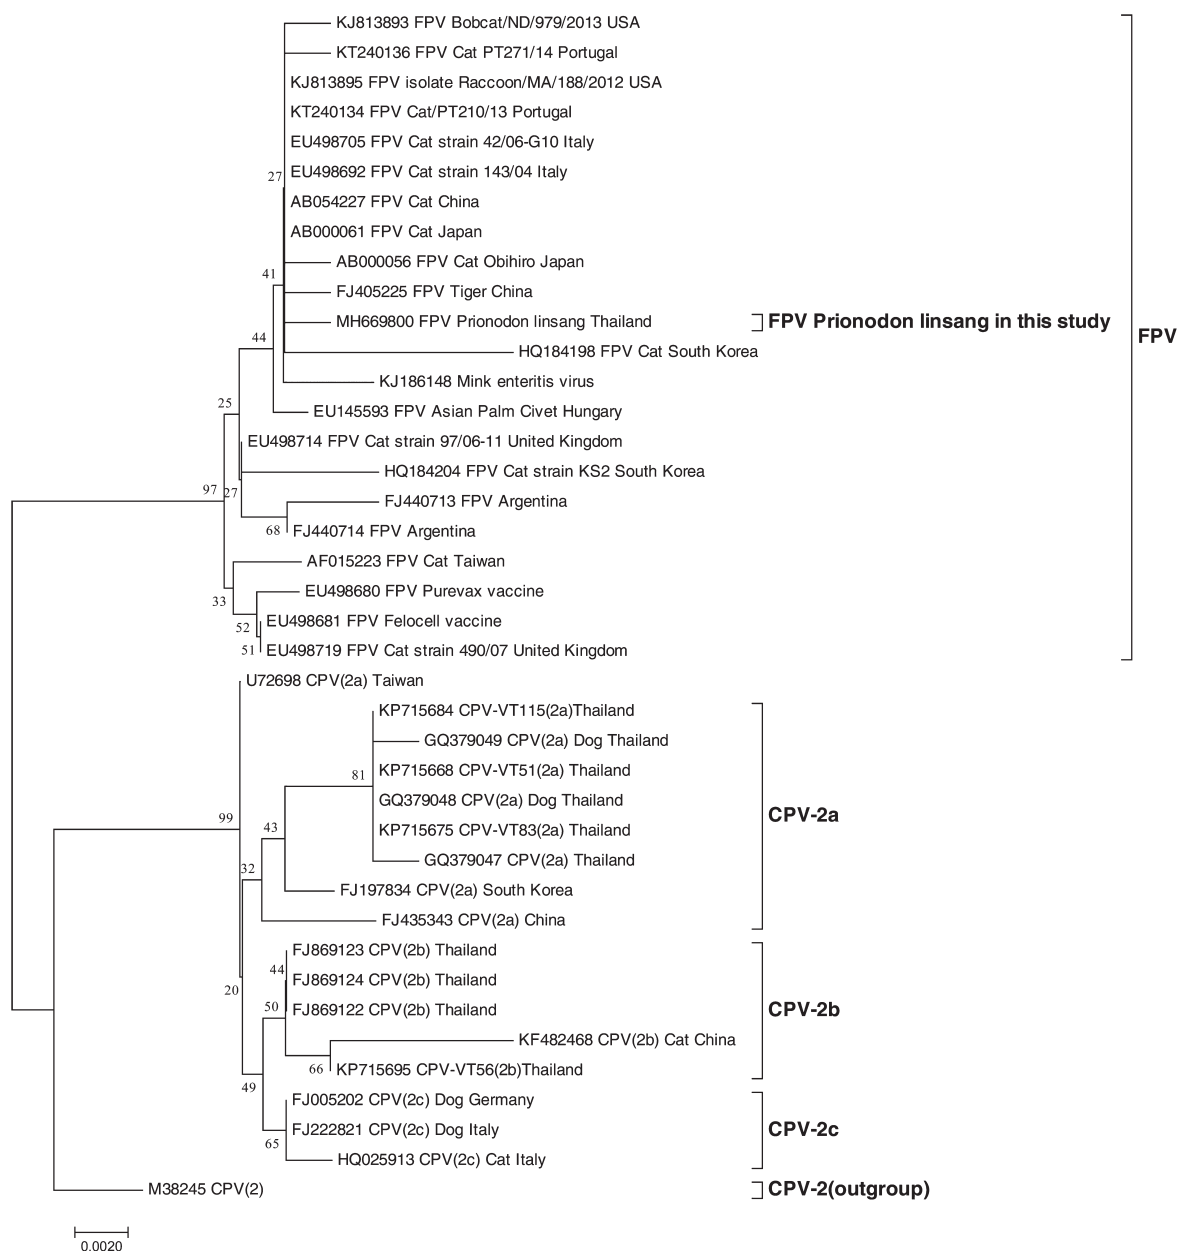 KJ813893 FPV Bobcat/ND/979/2013 USA
KT240136 FPV Cat PT271/14 Portugal
KJ813895 FPV isolate Raccoon/MA/188/2012 USA
KT240134 FPV Cat/PT210/13 Portugal
EU498705 FPV Cat strain 42/06-G10 Italy
EU498692 FPV Cat strain 143/04 Italy
27
AB054227 FPV Cat China
AB000061 FPV Cat Japan
AB000056 FPV Cat Obihiro Japan
41
FJ405225 FPV Tiger China
MH669800 FPV Prionodon linsang Thailand
FPV Prionodon linsang in this study
FPV
44
HQ184198 FPV Cat South Korea
KJ186148 Mink enteritis virus
25
EU145593 FPV Asian Palm Civet Hungary
EU498714 FPV Cat strain 97/06-11 United Kingdom
HQ184204 FPV Cat strain KS2 South Korea
97
27
FJ440713 FPV Argentina
68
FJ440714 FPV Argentina
AF015223 FPV Cat Taiwan
EU498680 FPV Purevax vaccine
33
EU498681 FPV Felocell vaccine
52
51
EU498719 FPV Cat strain 490/07 United Kingdom
U72698 CPV(2a) Taiwan
KP715684 CPV-VT115(2a)Thailand
GQ379049 CPV(2a) Dog Thailand
81
KP715668 CPV-VT51(2a) Thailand
GQ379048 CPV(2a) Dog Thailand
CPV-2a
99
43
KP715675 CPV-VT83(2a) Thailand
GQ379047 CPV(2a) Thailand
32
FJ197834 CPV(2a) South Korea
FJ435343 CPV(2a) China
FJ869123 CPV(2b) Thailand
44
FJ869124 CPV(2b) Thailand
20
50
FJ869122 CPV(2b) Thailand
CPV-2b
KF482468 CPV(2b) Cat China
66
KP715695 CPV-VT56(2b)Thailand
49
FJ005202 CPV(2c) Dog Germany
FJ222821 CPV(2c) Dog Italy
CPV-2c
65
HQ025913 CPV(2c) Cat Italy
M38245 CPV(2)
CPV-2(outgroup)
0.0020